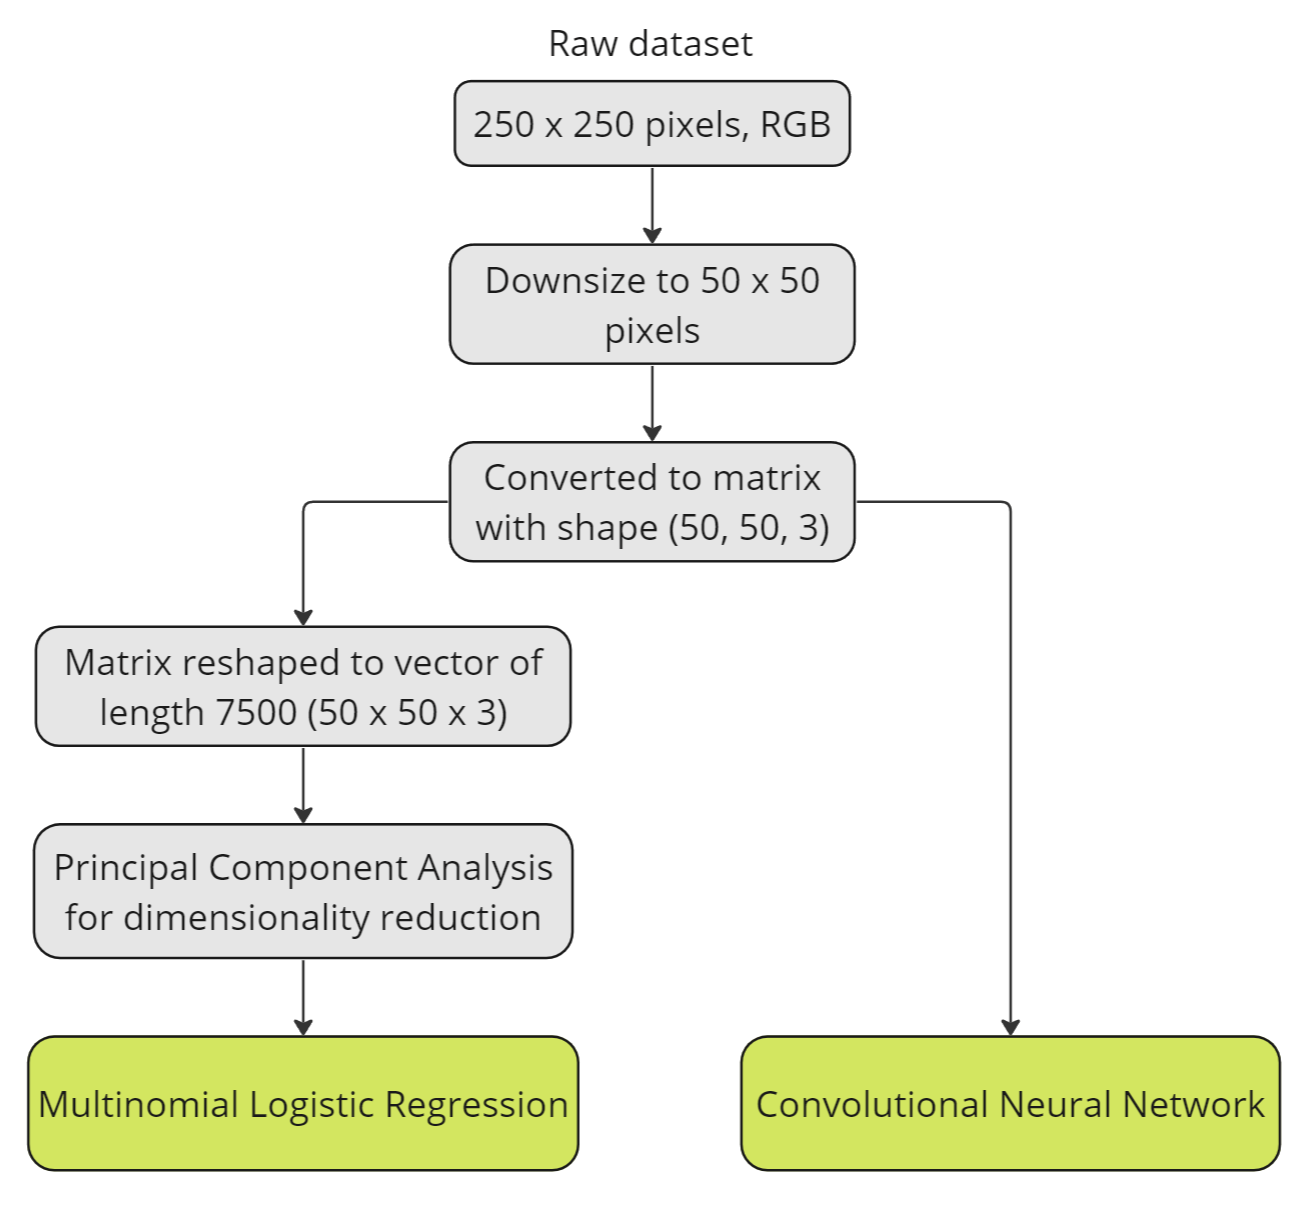 Raw dataset
250 x 250 pixels, RGB
Downsize to 50 x 50
pixels
Converted to matrix
with shape (50, 50, 3)
Matrix reshaped to vector of
length 7500 (50 x 50 x 3)
Principal Component Analysis
for dimensionality reduction
Multinomial Logistic Regression
Convolutional Neural Network